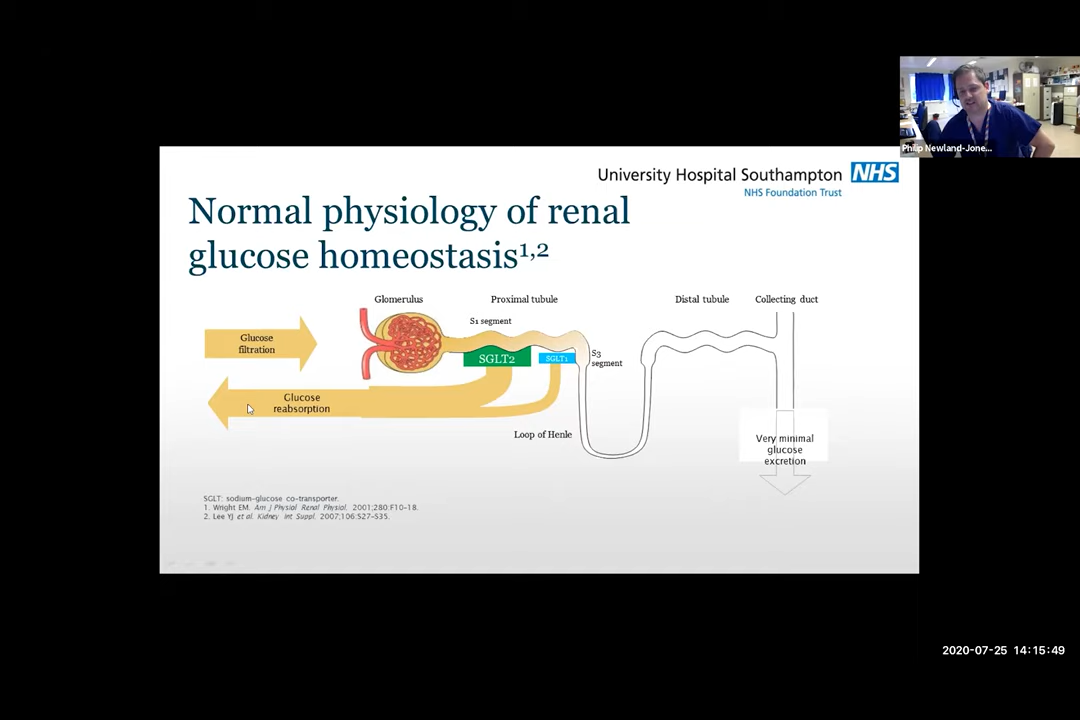 Philip Newland-Jone...
University Hospital Southampton NHS
NHS Foundation Trust
Normal physiology of renal
glucose homeostasis1,2
Glomerulus
Proximal tubule
Distal tubule
Collecting duct
S1 segment
Glucose
filtration
SGLT2
SGLT1
S3
segment
Glucose
reabsorption
Loop of Henle
Very minimal
glucose
excretion
SGLT: sodium-glucose co-transporter.
1. Wright EM. Am J Physiol Renal Physiol. 2001;280:F10-18.
2. Lee YJ et al. Kidney Int Suppl. 2007;106:S27-S35.
2020-07-25 14:15:49